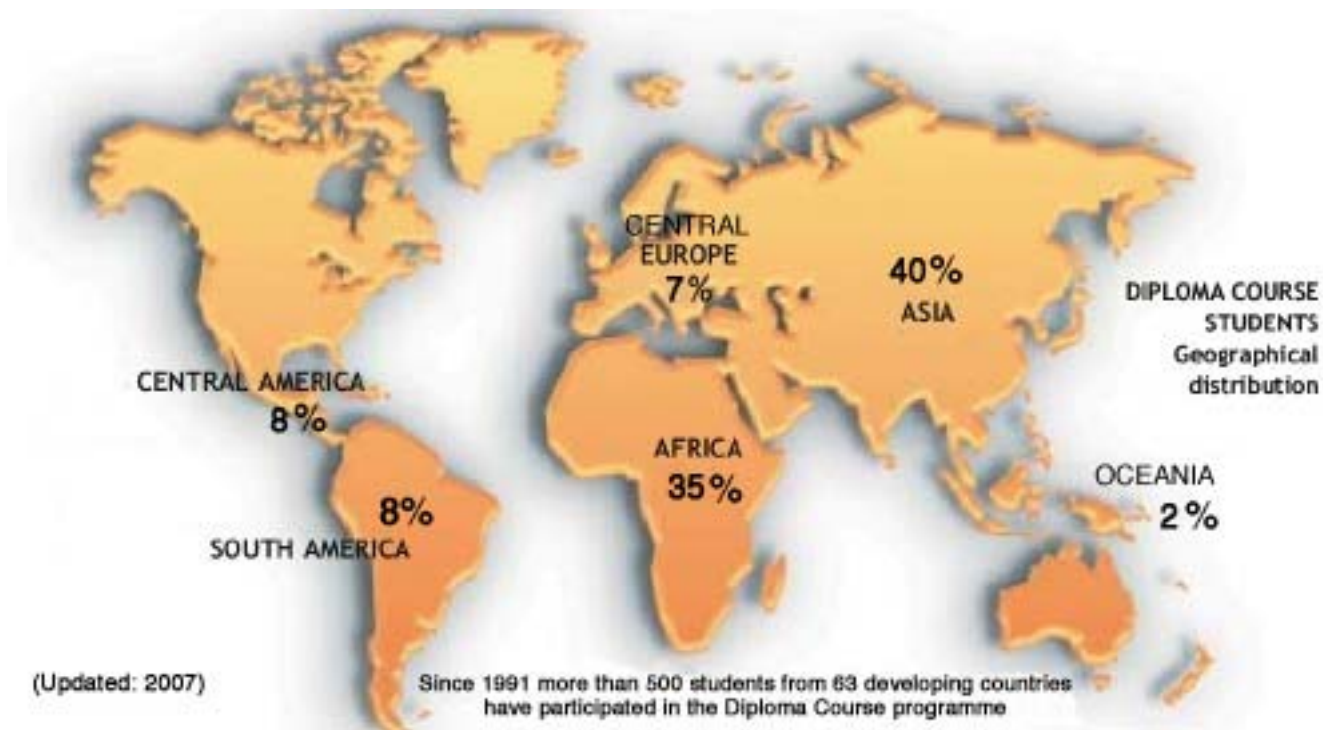 CENTRAL
EUROPE
7%
40%
ASIA
DIPLOMA COURSE
STUDENTS
Geographical
distribution
CENTRAL AMERICA
8%
AFRICA
35%
OCEANIA
2%
8%
SOUTH AMERICA
(Updated: 2007)
Since 1991 more than 500 students from 63 developing countries
have participated in the Diploma Course programme